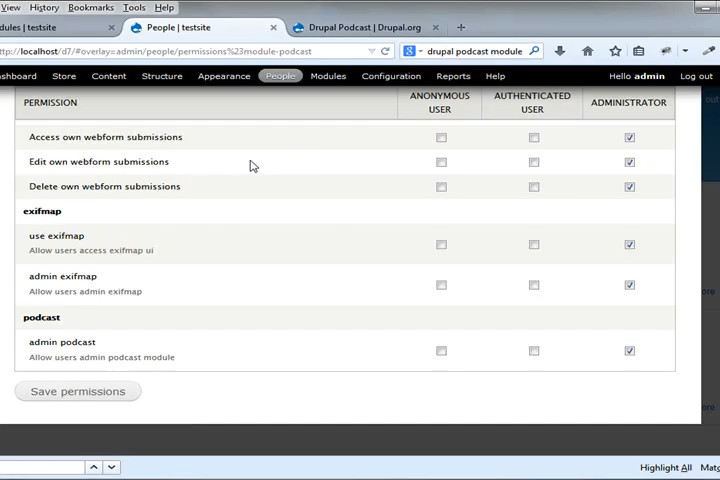 View History Bookmarks Tools Help
dules | testsite People | testsite Drupal Podcast | Drupal.org
ttp://localhost/d7/#overlay=admin/people/permissions%23module-podcast drupal podcast module
ashboard Store Content Structure Appearance People Modules Configuration Reports Help Hello admin Log out
PERMISSION ANONYMOUS USER AUTHENTICATED USER ADMINISTRATOR
Access own webform submissions
Edit own webform submissions
Delete own webform submissions
exifmap
use exifmap
Allow users access exifmap ui
admin exifmap
Allow users admin exifmap
podcast
admin podcast
Allow users admin podcast module
Save permissions
Highlight All Matc